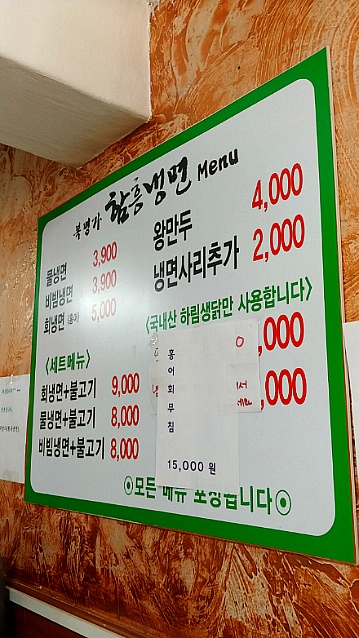 북평가 함흥냉면 Menu
물냉면 3,900
비빔냉면 3,900
회냉면 5,000
왕만두 4,000
냉면사리추가 2,000
<국내산 하림생닭만 사용합니다>
,000
,000
<세트메뉴>
회냉면+불고기 9,000
물냉면+불고기 8,000
비빔냉면+불고기 8,000
홍어회무침
15,000 원
⊙모든 메뉴 포장합니다⊙